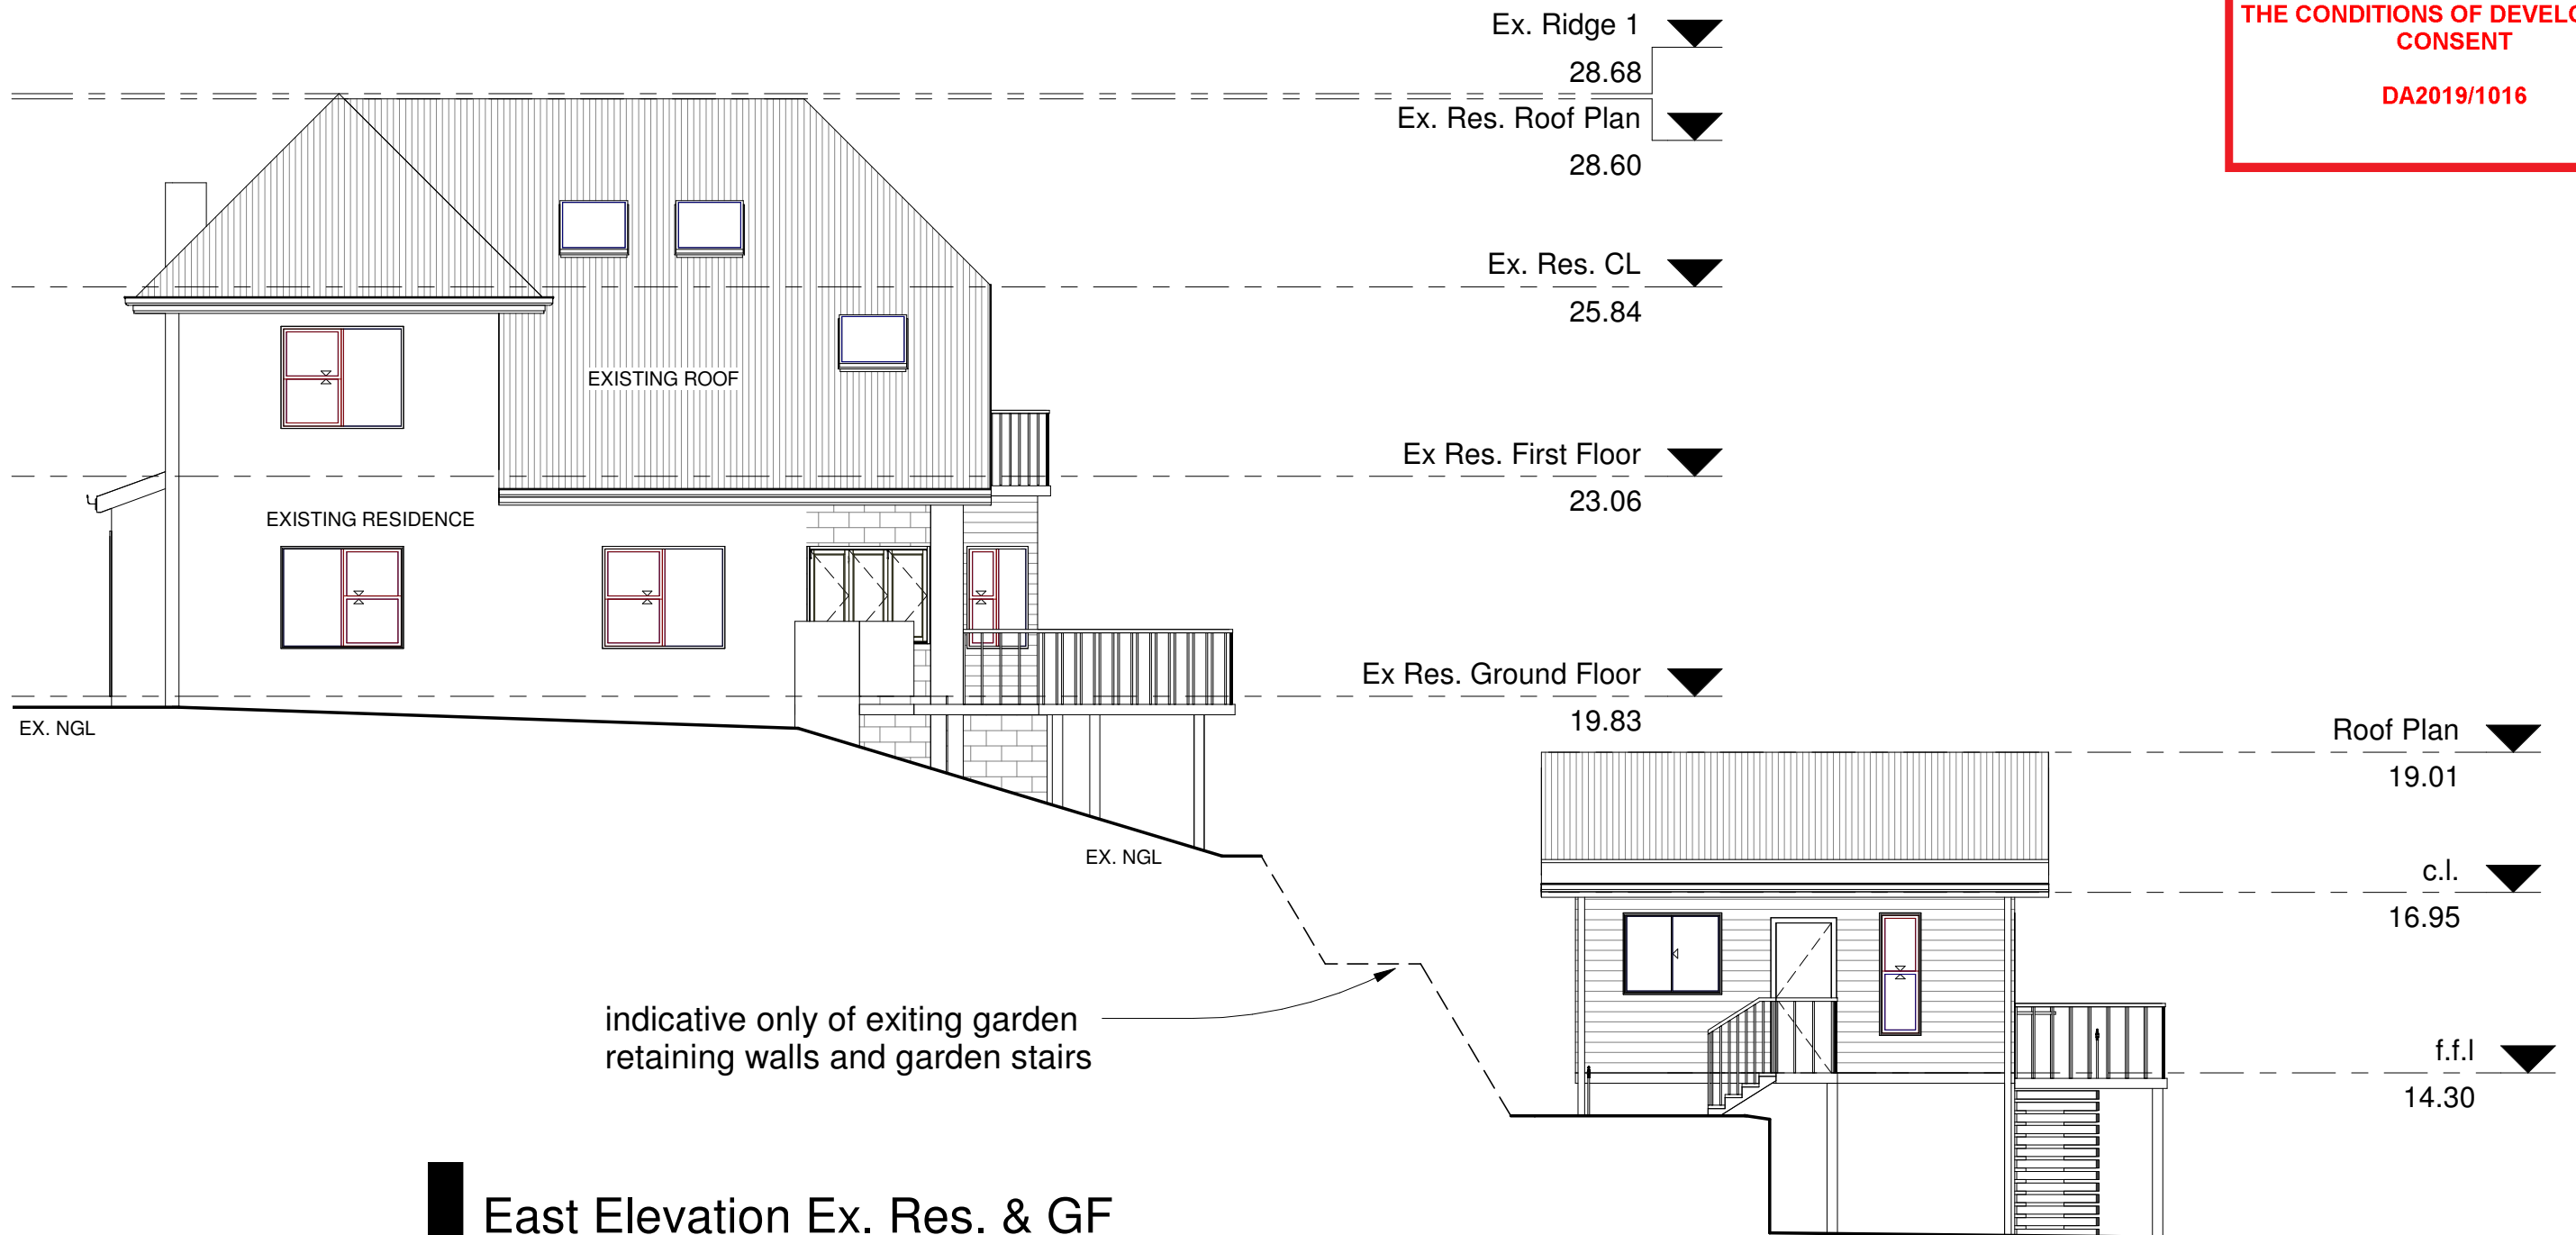 Ex. Ridge 1
28.68
Ex. Res. Roof Plan
28.60
THE CONDITIONS OF DEVELO
CONSENT
DA2019/1016
Ex. Res. CL
25.84
EXISTING ROOF
Ex Res. First Floor
23.06
EXISTING RESIDENCE
Ex Res. Ground Floor
19.83
EX. NGL
Roof Plan
19.01
EX. NGL
c.l.
16.95
indicative only of exiting garden
retaining walls and garden stairs
f.f.l
14.30
East Elevation Ex. Res. & GF